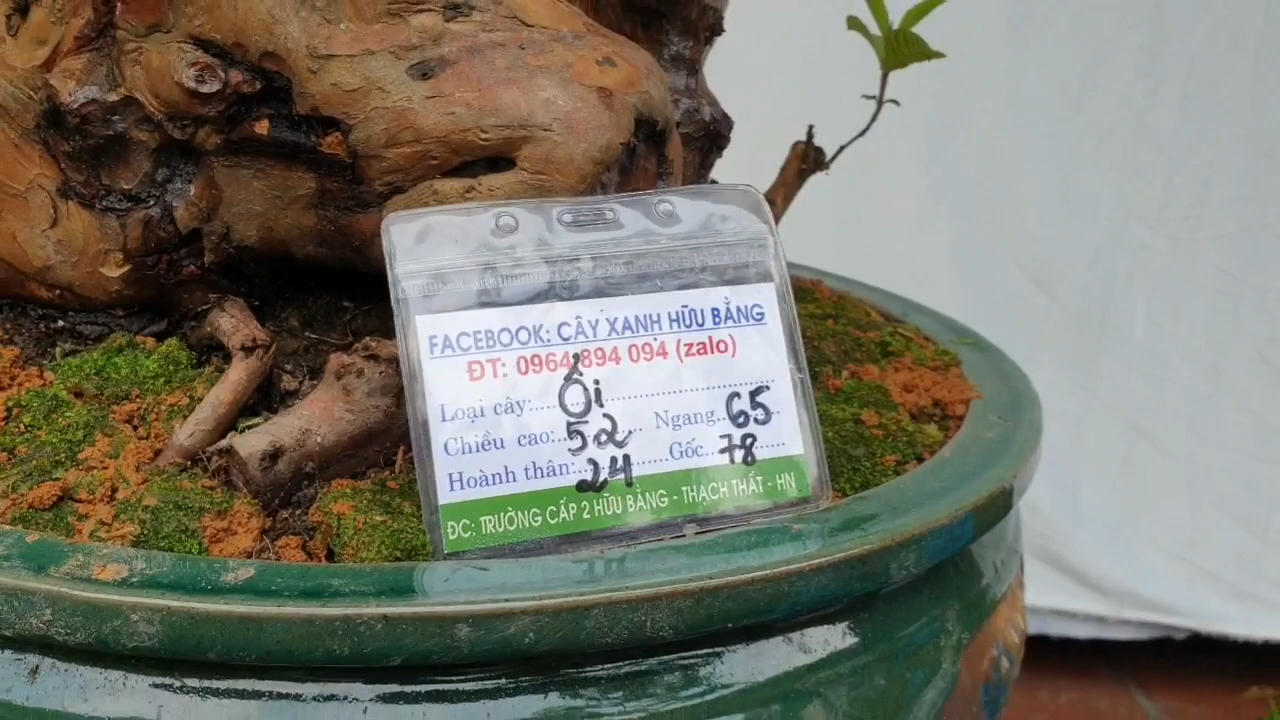 FACEBOOK: CÂY XANH HỮU BẰNG
ĐT: 0964 894 094 (zalo)
Loại cây:....Ổi..............................
Chiều cao:..52.. Ngang..65...
Hoành thân:..24......Gốc..78......
ĐC: TRƯỜNG CẤP 2 HỮU BẰNG - THẠCH THẤT - HN